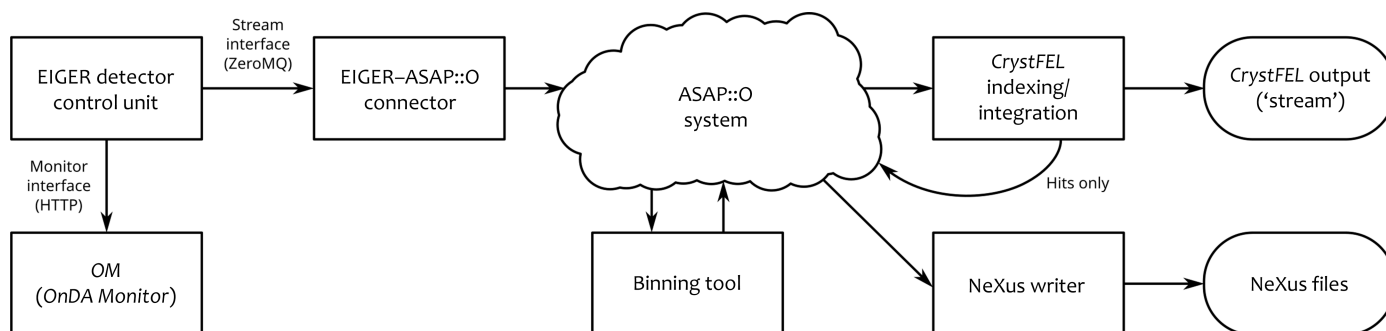 EIGER detector
control unit
Stream
interface
(ZeroMQ)
EIGER–ASAP::O
connector
ASAP::O
system
CrystFEL
indexing/
integration
CrystFEL output
(‘stream’)
Monitor
interface
(HTTP)
Hits only
OM
(OnDA Monitor)
Binning tool
NeXus writer
NeXus files